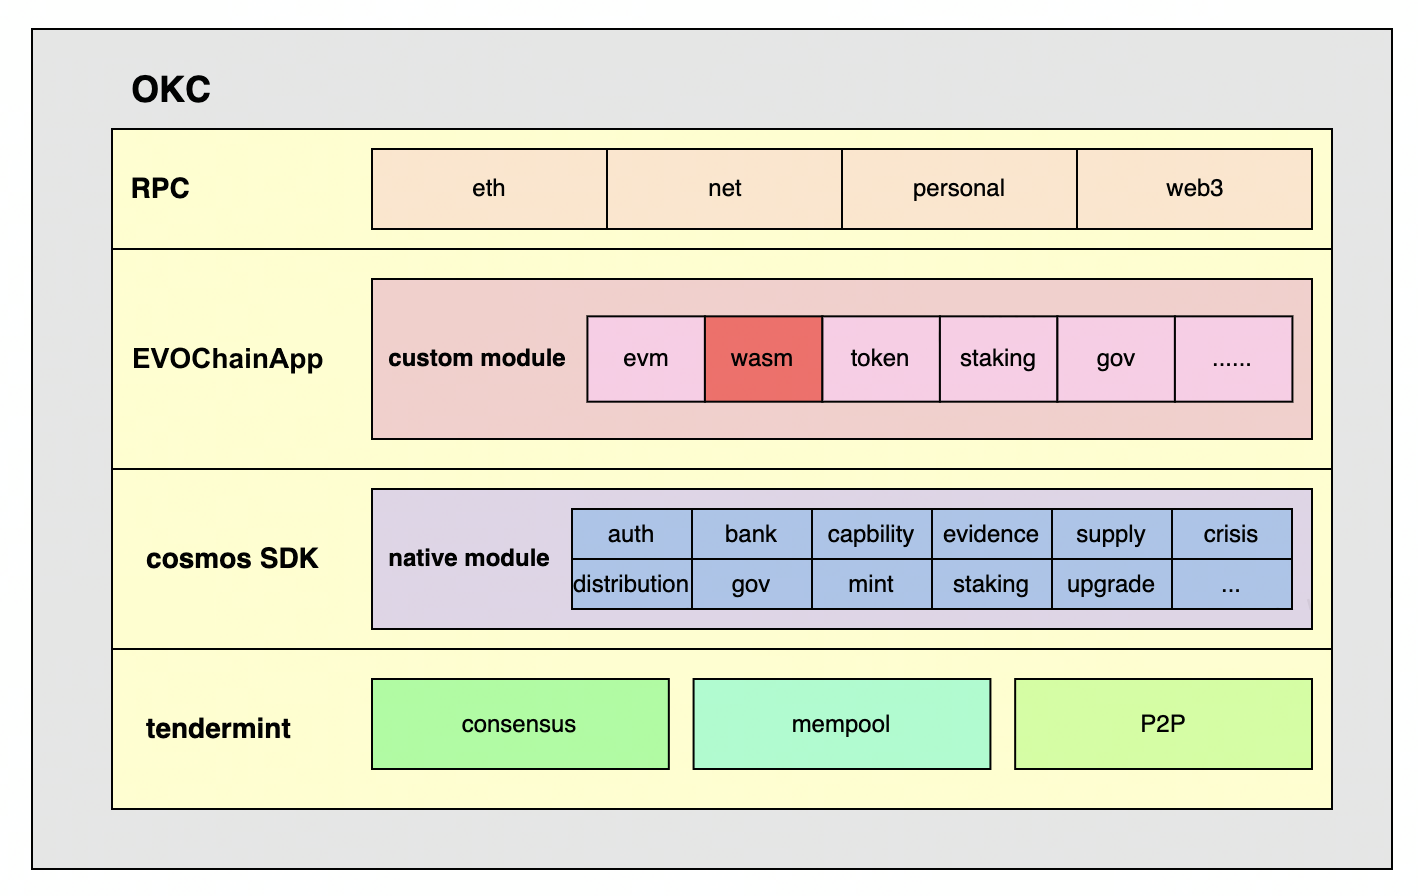 OKC
RPC
eth
net
personal
web3
EVOChainApp
custom module
evm
wasm
token
staking
gov
......
cosmos SDK
native module
auth
bank
capbility
evidence
supply
crisis
distribution
gov
mint
staking
upgrade
...
tendermint
consensus
mempool
P2P